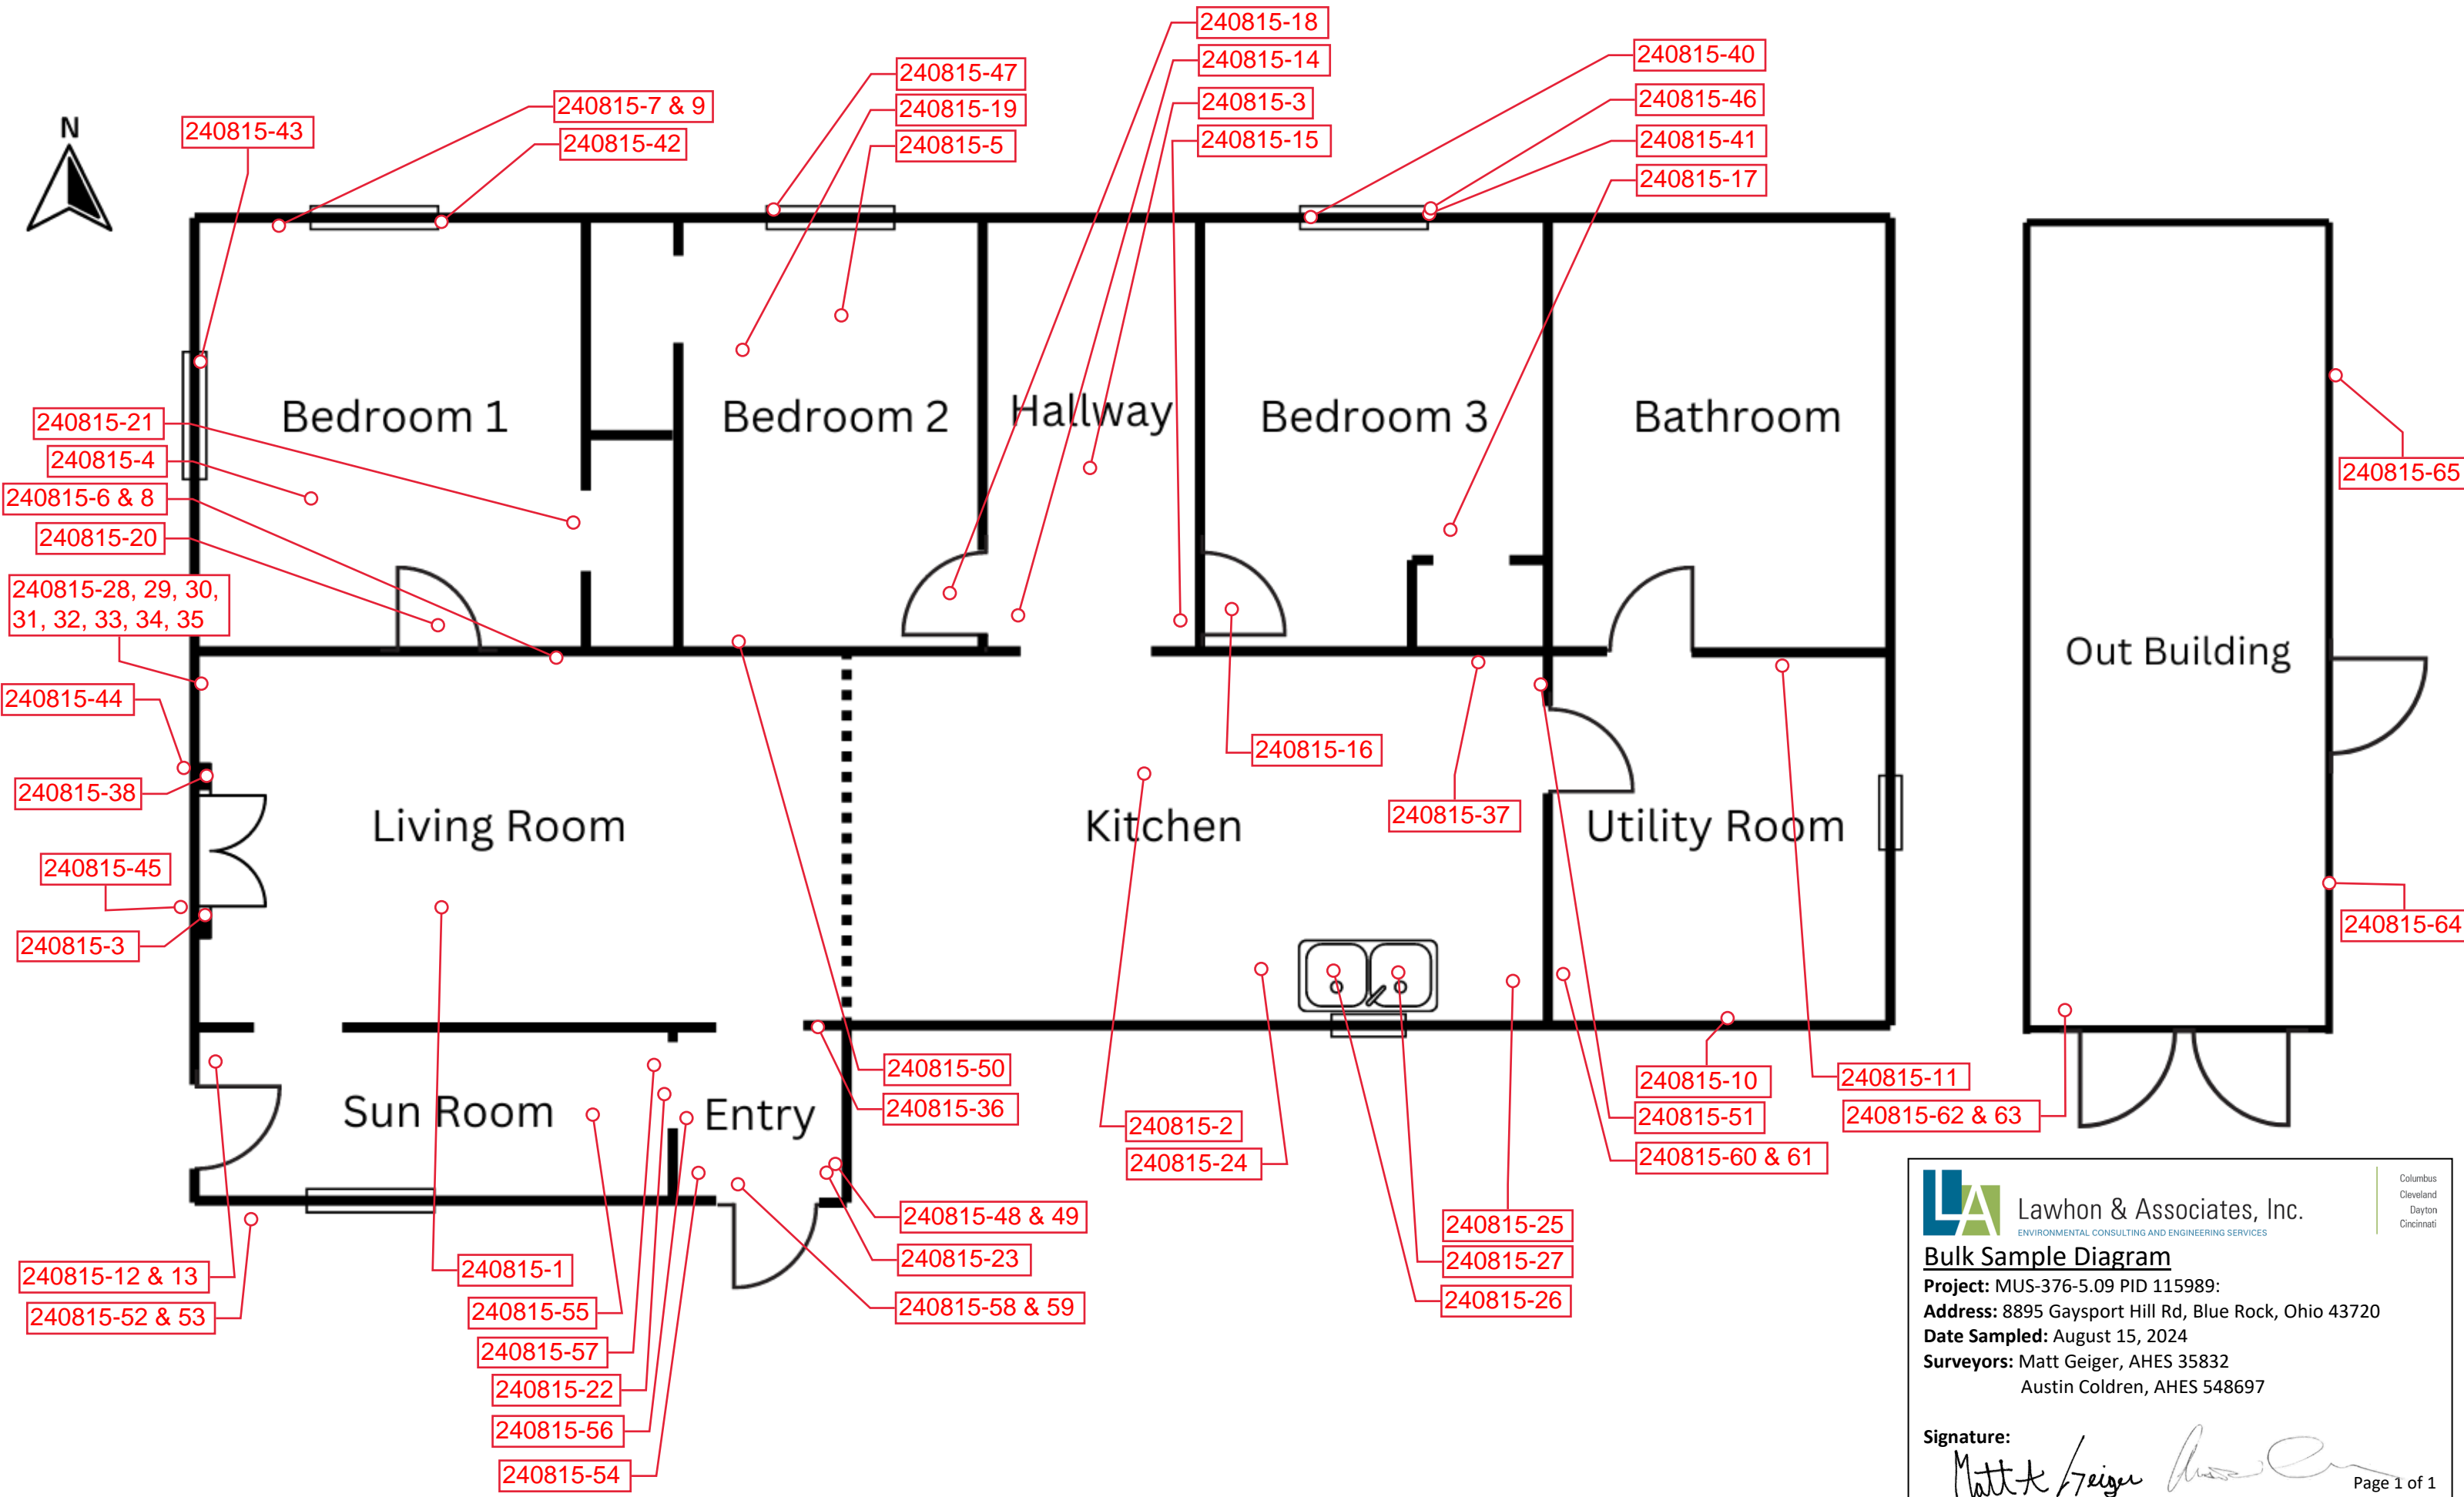 240815-18
240815-14
240815-3
240815-15
240815-40
240815-46
240815-41
240815-17
240815-47
240815-19
240815-5
240815-7 & 9
240815-42
240815-43
N
240815-21
240815-4
240815-6 & 8
240815-20
240815-28, 29, 30,
31, 32, 33, 34, 35
240815-44
240815-38
240815-45
240815-3
Bedroom 1
Bedroom 2
Hallway
Bedroom 3
Bathroom
Out Building
240815-65
240815-64
240815-16
240815-37
Living Room
Kitchen
Utility Room
Sun Room
Entry
240815-50
240815-36
240815-2
240815-24
240815-10
240815-51
240815-60 & 61
240815-11
240815-62 & 63
240815-48 & 49
240815-23
240815-58 & 59
240815-25
240815-27
240815-26
240815-12 & 13
240815-52 & 53
240815-1
240815-55
240815-57
240815-22
240815-56
240815-54
LA
Lawhon & Associates, Inc.
ENVIRONMENTAL CONSULTING AND ENGINEERING SERVICES
Columbus
Cleveland
Dayton
Cincinnati
Bulk Sample Diagram
Project: MUS-376-5.09 PID 115989:
Address: 8895 Gaysport Hill Rd, Blue Rock, Ohio 43720
Date Sampled: August 15, 2024
Surveyors: Matt Geiger, AHES 35832
Austin Coldren, AHES 548697
Signature:
Matt A Geiger
Page 1 of 1